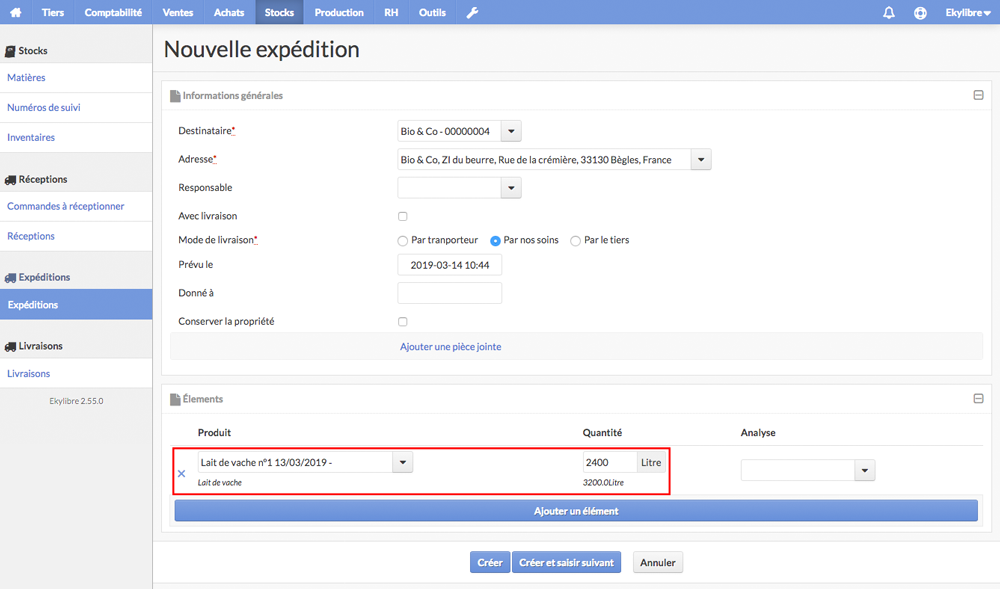 Tiers Comptabilité Ventes Achats Stocks Production RH Outils Ekylibre
Stocks
Matières
Numéros de suivi
Inventaires
Réceptions
Commandes à réceptionner
Réceptions
Expéditions
Expéditions
Livraisons
Livraisons
Ekylibre 2.55.0
Nouvelle expédition
Informations générales
Destinataire* Bio & Co - 00000004
Adresse* Bio & Co, ZI du beurre, Rue de la crémière, 33130 Bègles, France
Responsable
Avec livraison
Mode de livraison* Par tranporteur Par nos soins Par le tiers
Prévu le 2019-03-14 10:44
Donné à
Conserver la propriété
Ajouter une pièce jointe
Élements
Produit Quantité Analyse
Lait de vache n°1 13/03/2019 - 2400 Litre
Lait de vache 3200.0Litre
Ajouter un élément
Créer Créer et saisir suivant Annuler